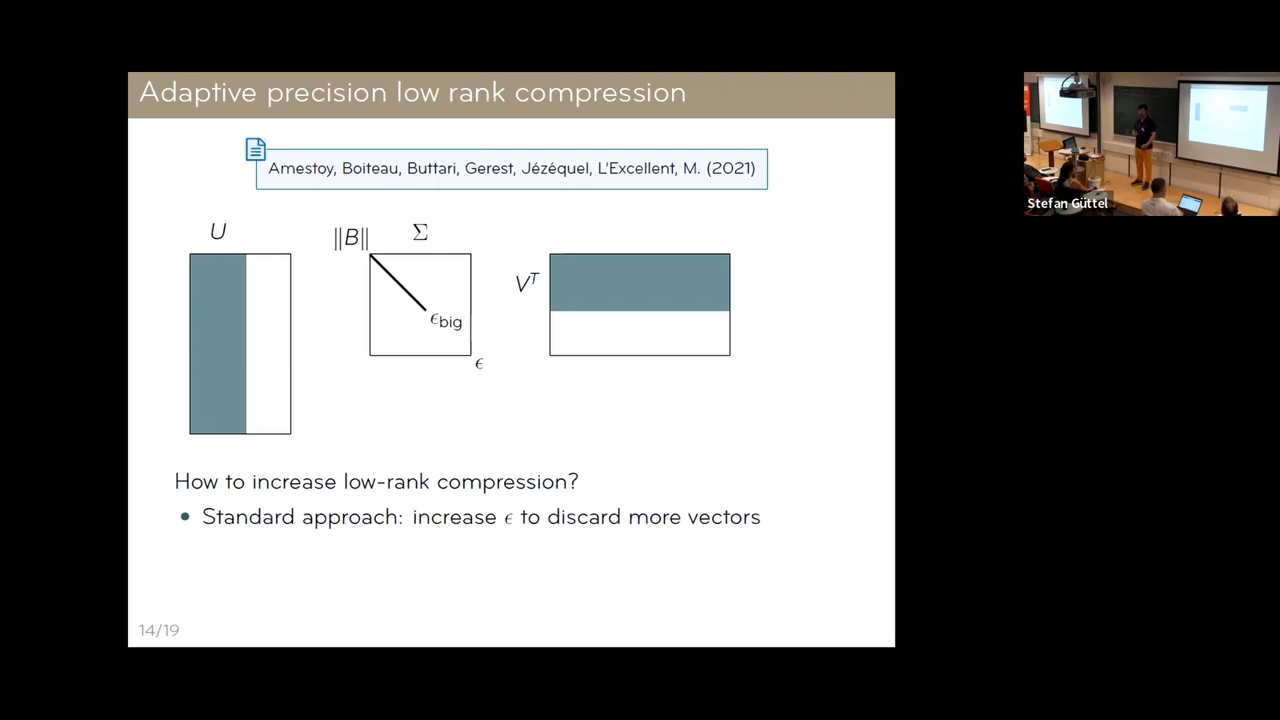 Adaptive precision low rank compression
Amestoy, Boiteau, Buttari, Gerest, Jézéquel, L'Excellent, M. (2021)
U
‖B‖
Σ
V^T
ϵ_big
ϵ
How to increase low-rank compression?
• Standard approach: increase ϵ to discard more vectors
14/19
Stefan Güttel